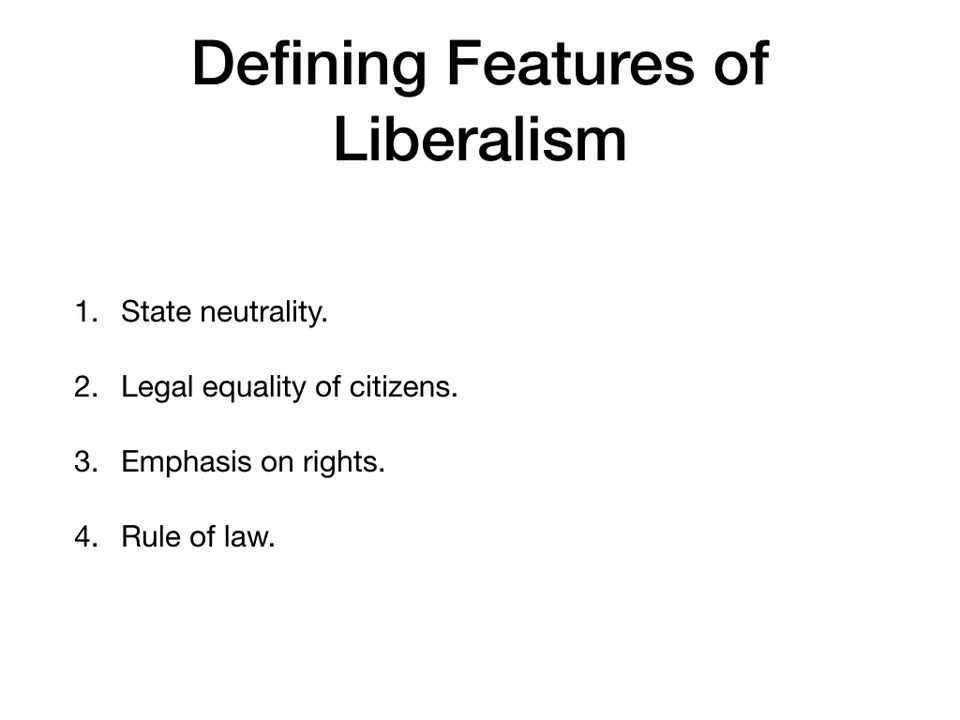 Defining Features of
Liberalism
1. State neutrality.
2. Legal equality of citizens.
3. Emphasis on rights.
4. Rule of law.